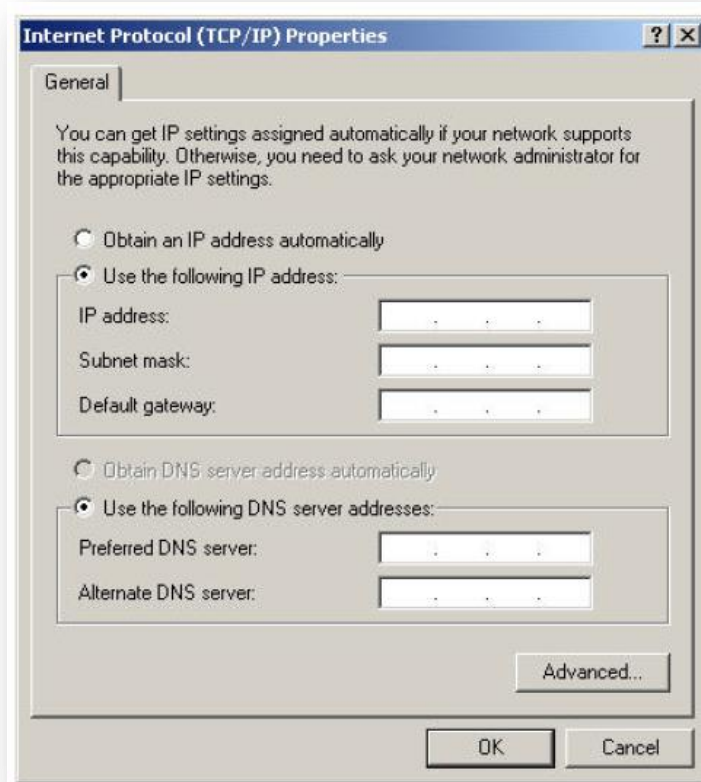 Internet Protocol (TCP/IP) Properties
General
You can get IP settings assigned automatically if your network supports
this capability. Otherwise, you need to ask your network administrator for
the appropriate IP settings.
Obtain an IP address automatically
Use the following IP address:
IP address:
Subnet mask:
Default gateway:
Obtain DNS server address automatically
Use the following DNS server addresses:
Preferred DNS server:
Alternate DNS server:
Advanced...
OK Cancel